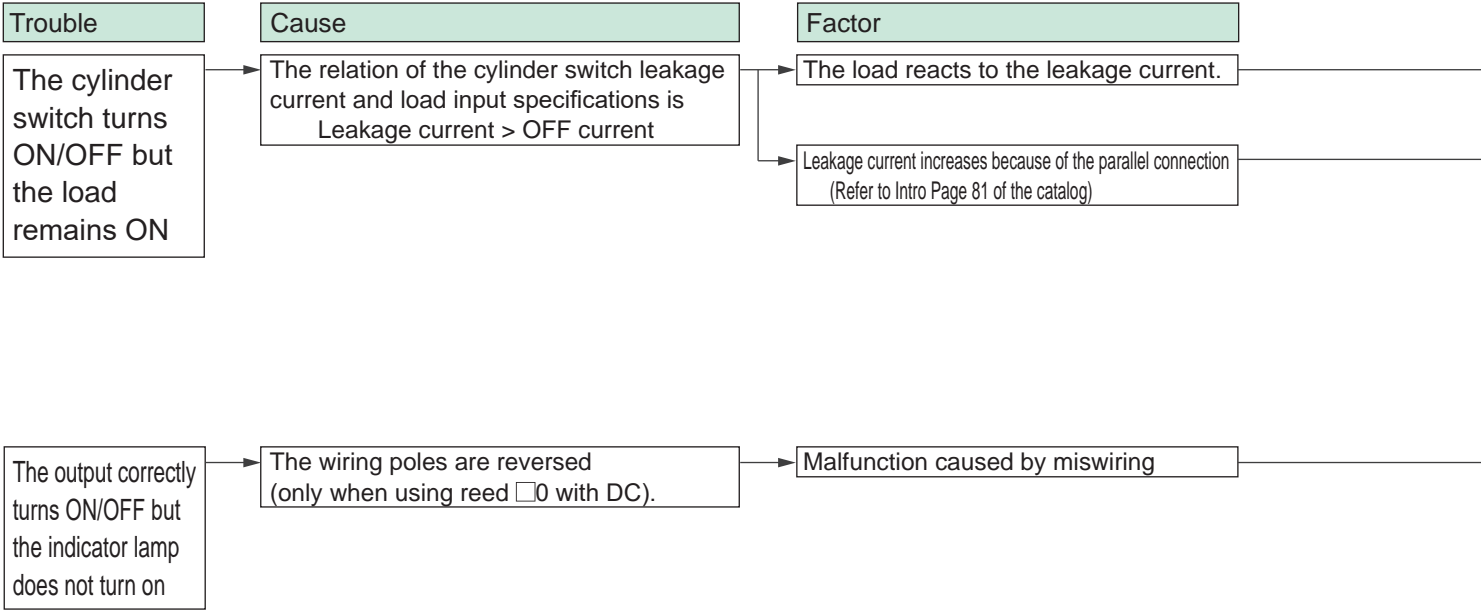 Trouble
Cause
Factor
The cylinder
switch turns
ON/OFF but
the load
remains ON
The relation of the cylinder switch leakage
current and load input specifications is
Leakage current > OFF current
The load reacts to the leakage current.
Leakage current increases because of the parallel connection
(Refer to Intro Page 81 of the catalog)
The output correctly
turns ON/OFF but
the indicator lamp
does not turn on
The wiring poles are reversed
(only when using reed □0 with DC).
Malfunction caused by miswiring